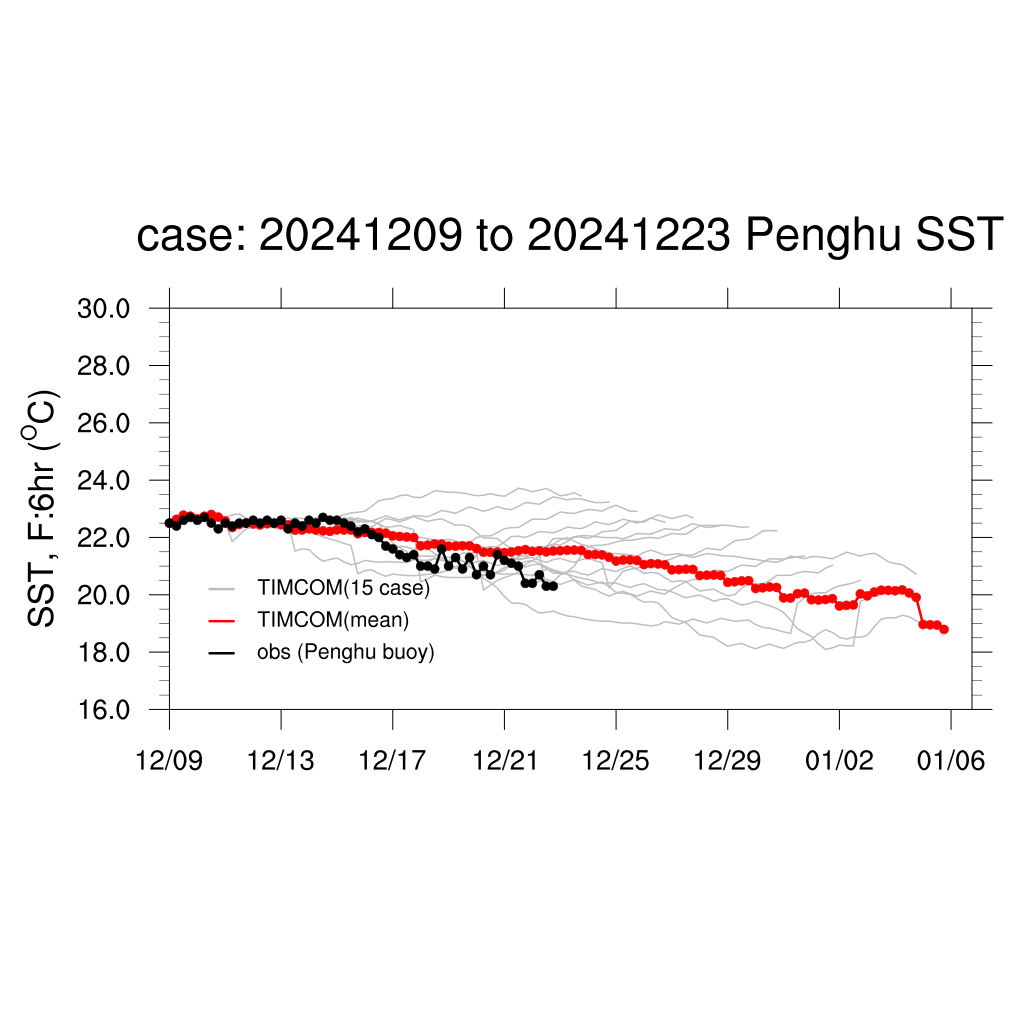 case: 20241209 to 20241223 Penghu SST
SST, F:6hr (°C)
30.0
28.0
26.0
24.0
22.0
20.0
18.0
16.0
TIMCOM(15 case)
TIMCOM(mean)
obs (Penghu buoy)
12/09 12/13 12/17 12/21 12/25 12/29 01/02 01/06